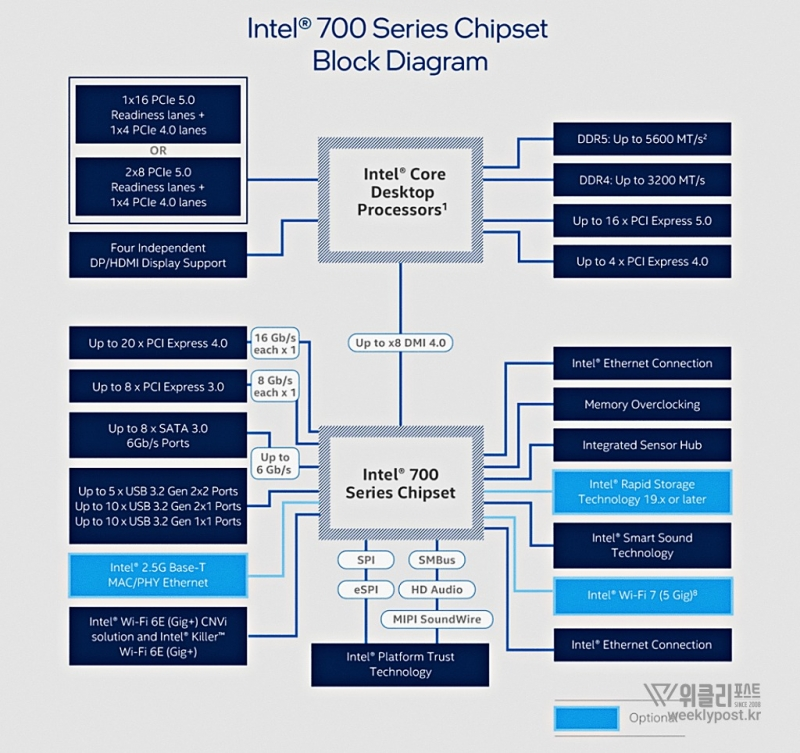 Intel® 700 Series Chipset
Block Diagram
1x16 PCIe 5.0
Readiness lanes +
1x4 PCIe 4.0 lanes
OR
2x8 PCIe 5.0
Readiness lanes +
1x4 PCIe 4.0 lanes
Four Independent
DP/HDMI Display Support
Intel® Core
Desktop
Processors¹
DDR5: Up to 5600 MT/s²
DDR4: Up to 3200 MT/s
Up to 16 x PCI Express 5.0
Up to 4 x PCI Express 4.0
Up to x8 DMI 4.0
Up to 20 x PCI Express 4.0
16 Gb/s
each x 1
Up to 8 x PCI Express 3.0
8 Gb/s
each x 1
Up to 8 x SATA 3.0
6Gb/s Ports
Up to
6 Gb/s
Up to 5 x USB 3.2 Gen 2x2 Ports
Up to 10 x USB 3.2 Gen 2x1 Ports
Up to 10 x USB 3.2 Gen 1x1 Ports
Intel® 2.5G Base-T
MAC/PHY Ethernet
Intel® Wi-Fi 6E (Gig+) CNVi
solution and Intel® Killer™
Wi-Fi 6E (Gig+)
Intel® 700
Series Chipset
Intel® Ethernet Connection
Memory Overclocking
Integrated Sensor Hub
Intel® Rapid Storage
Technology 19.x or later
Intel® Smart Sound
Technology
Intel® Wi-Fi 7 (5 Gig)⁸
Intel® Ethernet Connection
SPI
SMBus
eSPI
HD Audio
MIPI SoundWire
Intel® Platform Trust
Technology
위클리포스트
SINCE 2008
Optional
weeklypost.kr